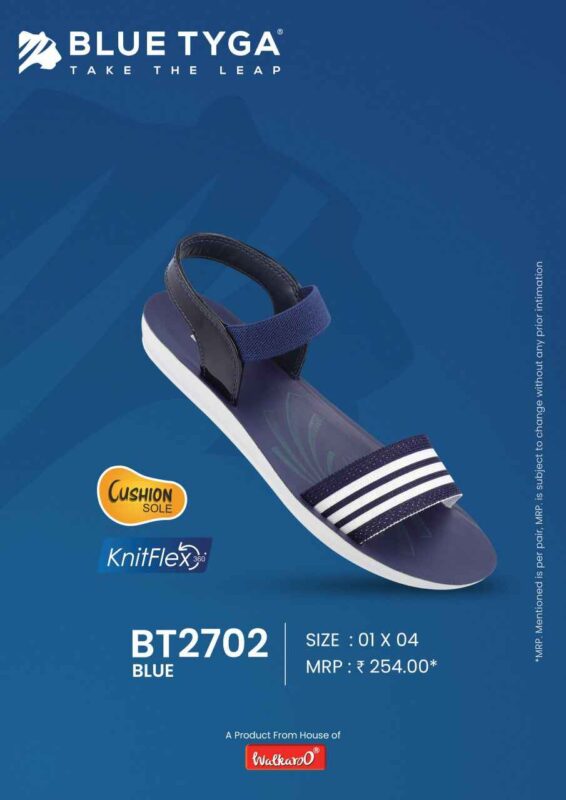 BLUE TYGA®
TAKE THE LEAP
CUSHION
SOLE
KnitFlex 360°
BT2702
BLUE
SIZE : 01 X 04
MRP : ₹ 254.00*
*MRP. Mentioned is per pair, MRP. is subject to change without any prior intimation
A Product From House of
Walkaroo®